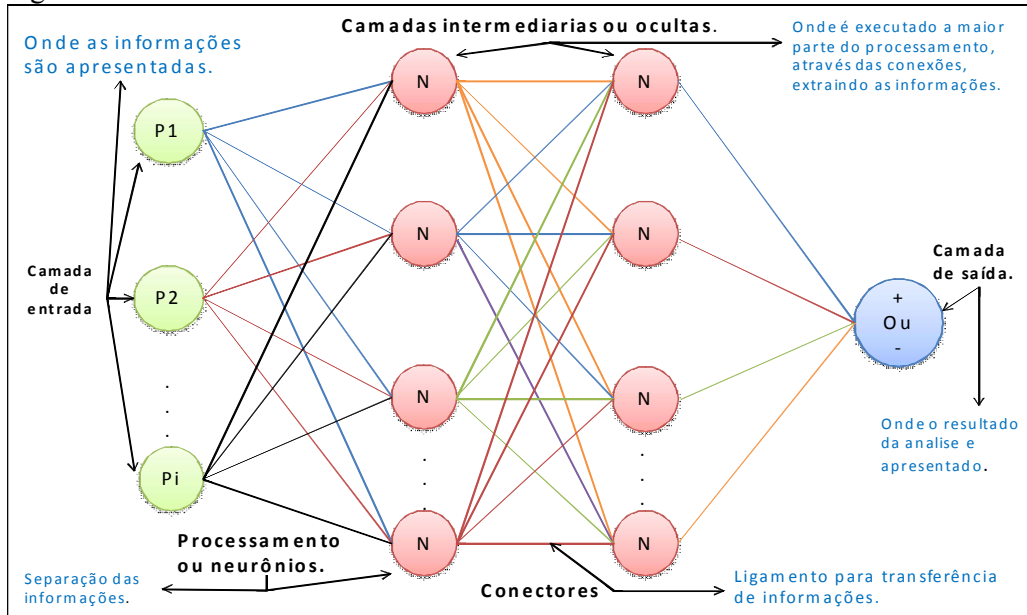 Camadas intermediarias ou ocultas.
Onde as informações
são apresentadas.
Onde é executado a maior
parte do processamento,
através das conexões,
extraindo as informações.
P1
P2
.
.
.
Pi
Camada
de
entrada
N
N
N
.
.
.
N
N
N
N
.
.
.
N
Camada
de saída.
+
Ou
-
Onde o resultado
da analise e
apresentado.
Processamento
ou neurônios.
Separação das
informações.
Conectores
Ligamento para transferência
de informações.